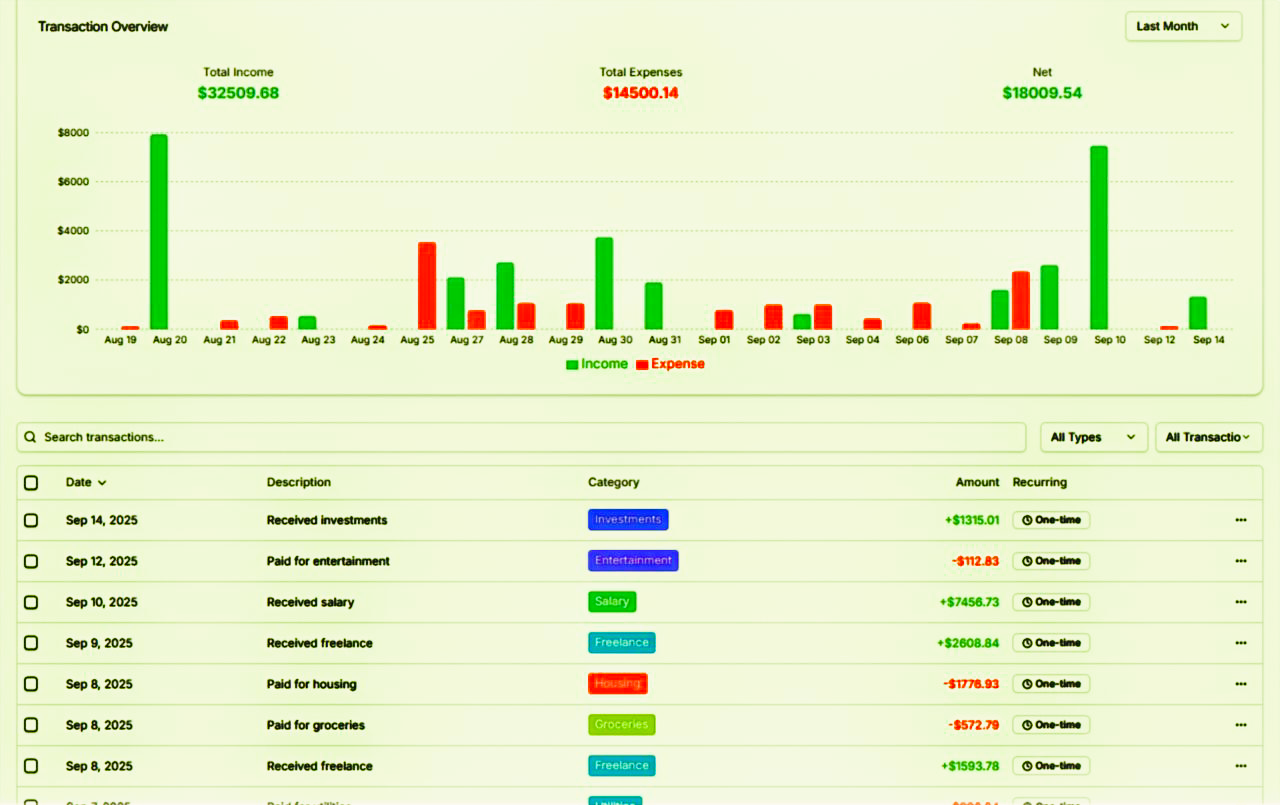 Transaction Overview
Last Month
Total Income
Total Expenses
Net
$32509.68
$14500.14
$18009.54
$8000
$6000
$4000
$2000
$0
Aug 19 Aug 20 Aug 21 Aug 22 Aug 23 Aug 24 Aug 25 Aug 27 Aug 28 Aug 29 Aug 30 Aug 31 Sep 01 Sep 02 Sep 03 Sep 04 Sep 06 Sep 07 Sep 08 Sep 09 Sep 10 Sep 12 Sep 14
Income Expense
Search transactions...
All Types
All Transactio
Date Description Category Amount Recurring
Sep 14, 2025 Received investments Investments +$1315.01 One-time ...
Sep 12, 2025 Paid for entertainment Entertainment -$112.83 One-time ...
Sep 10, 2025 Received salary Salary +$7456.73 One-time ...
Sep 9, 2025 Received freelance Freelance +$2608.84 One-time ...
Sep 8, 2025 Paid for housing Housing -$1776.93 One-time ...
Sep 8, 2025 Paid for groceries Groceries -$572.79 One-time ...
Sep 8, 2025 Received freelance Freelance +$1593.78 One-time ...